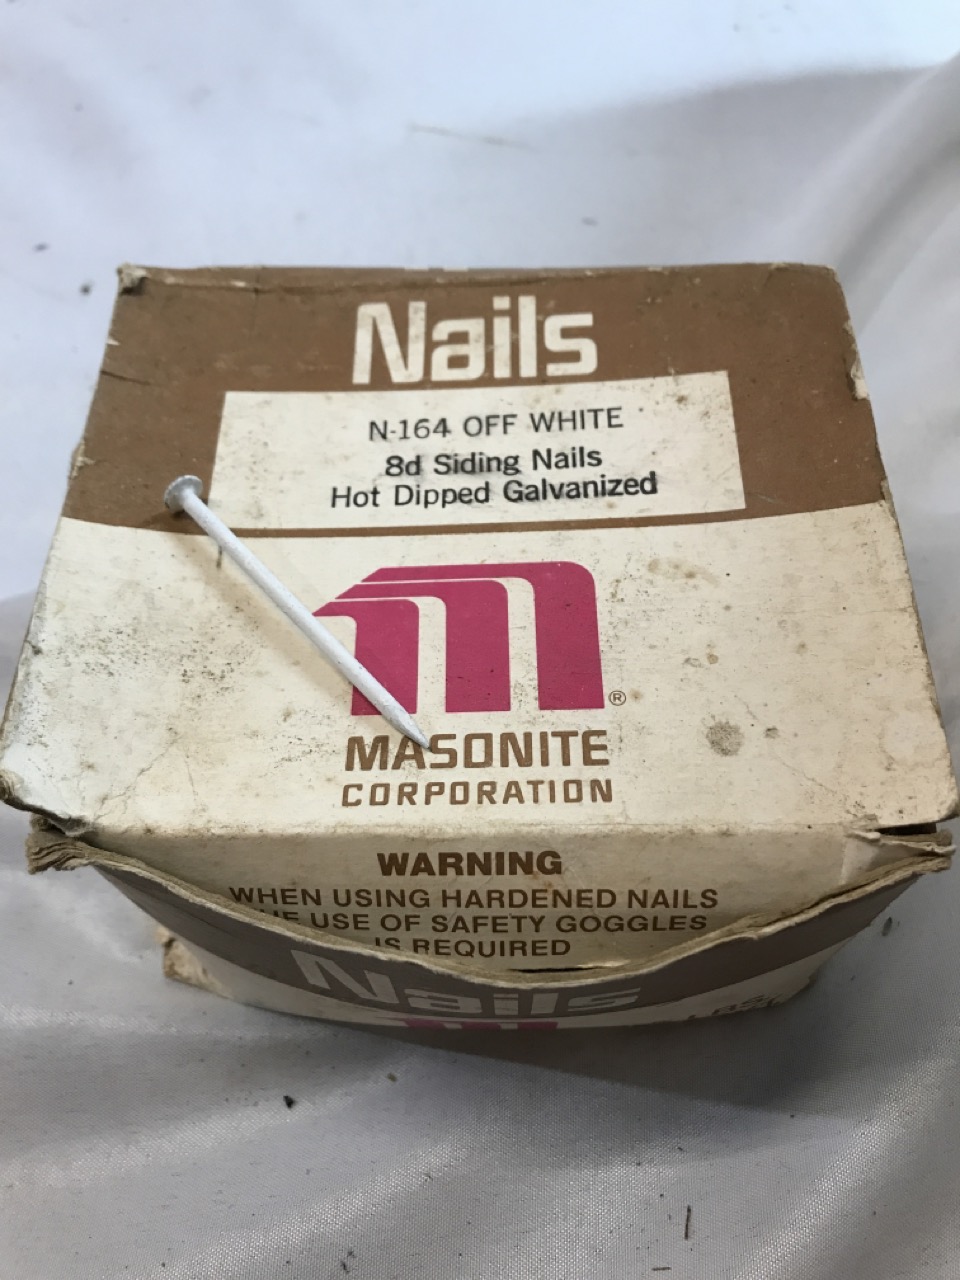 Nails
N-164 OFF WHITE
8d Siding Nails
Hot Dipped Galvanized
®
MASONITE
CORPORATION
WARNING
WHEN USING HARDENED NAILS
USE OF SAFETY GOGGLES
IS REQUIRED
Nails